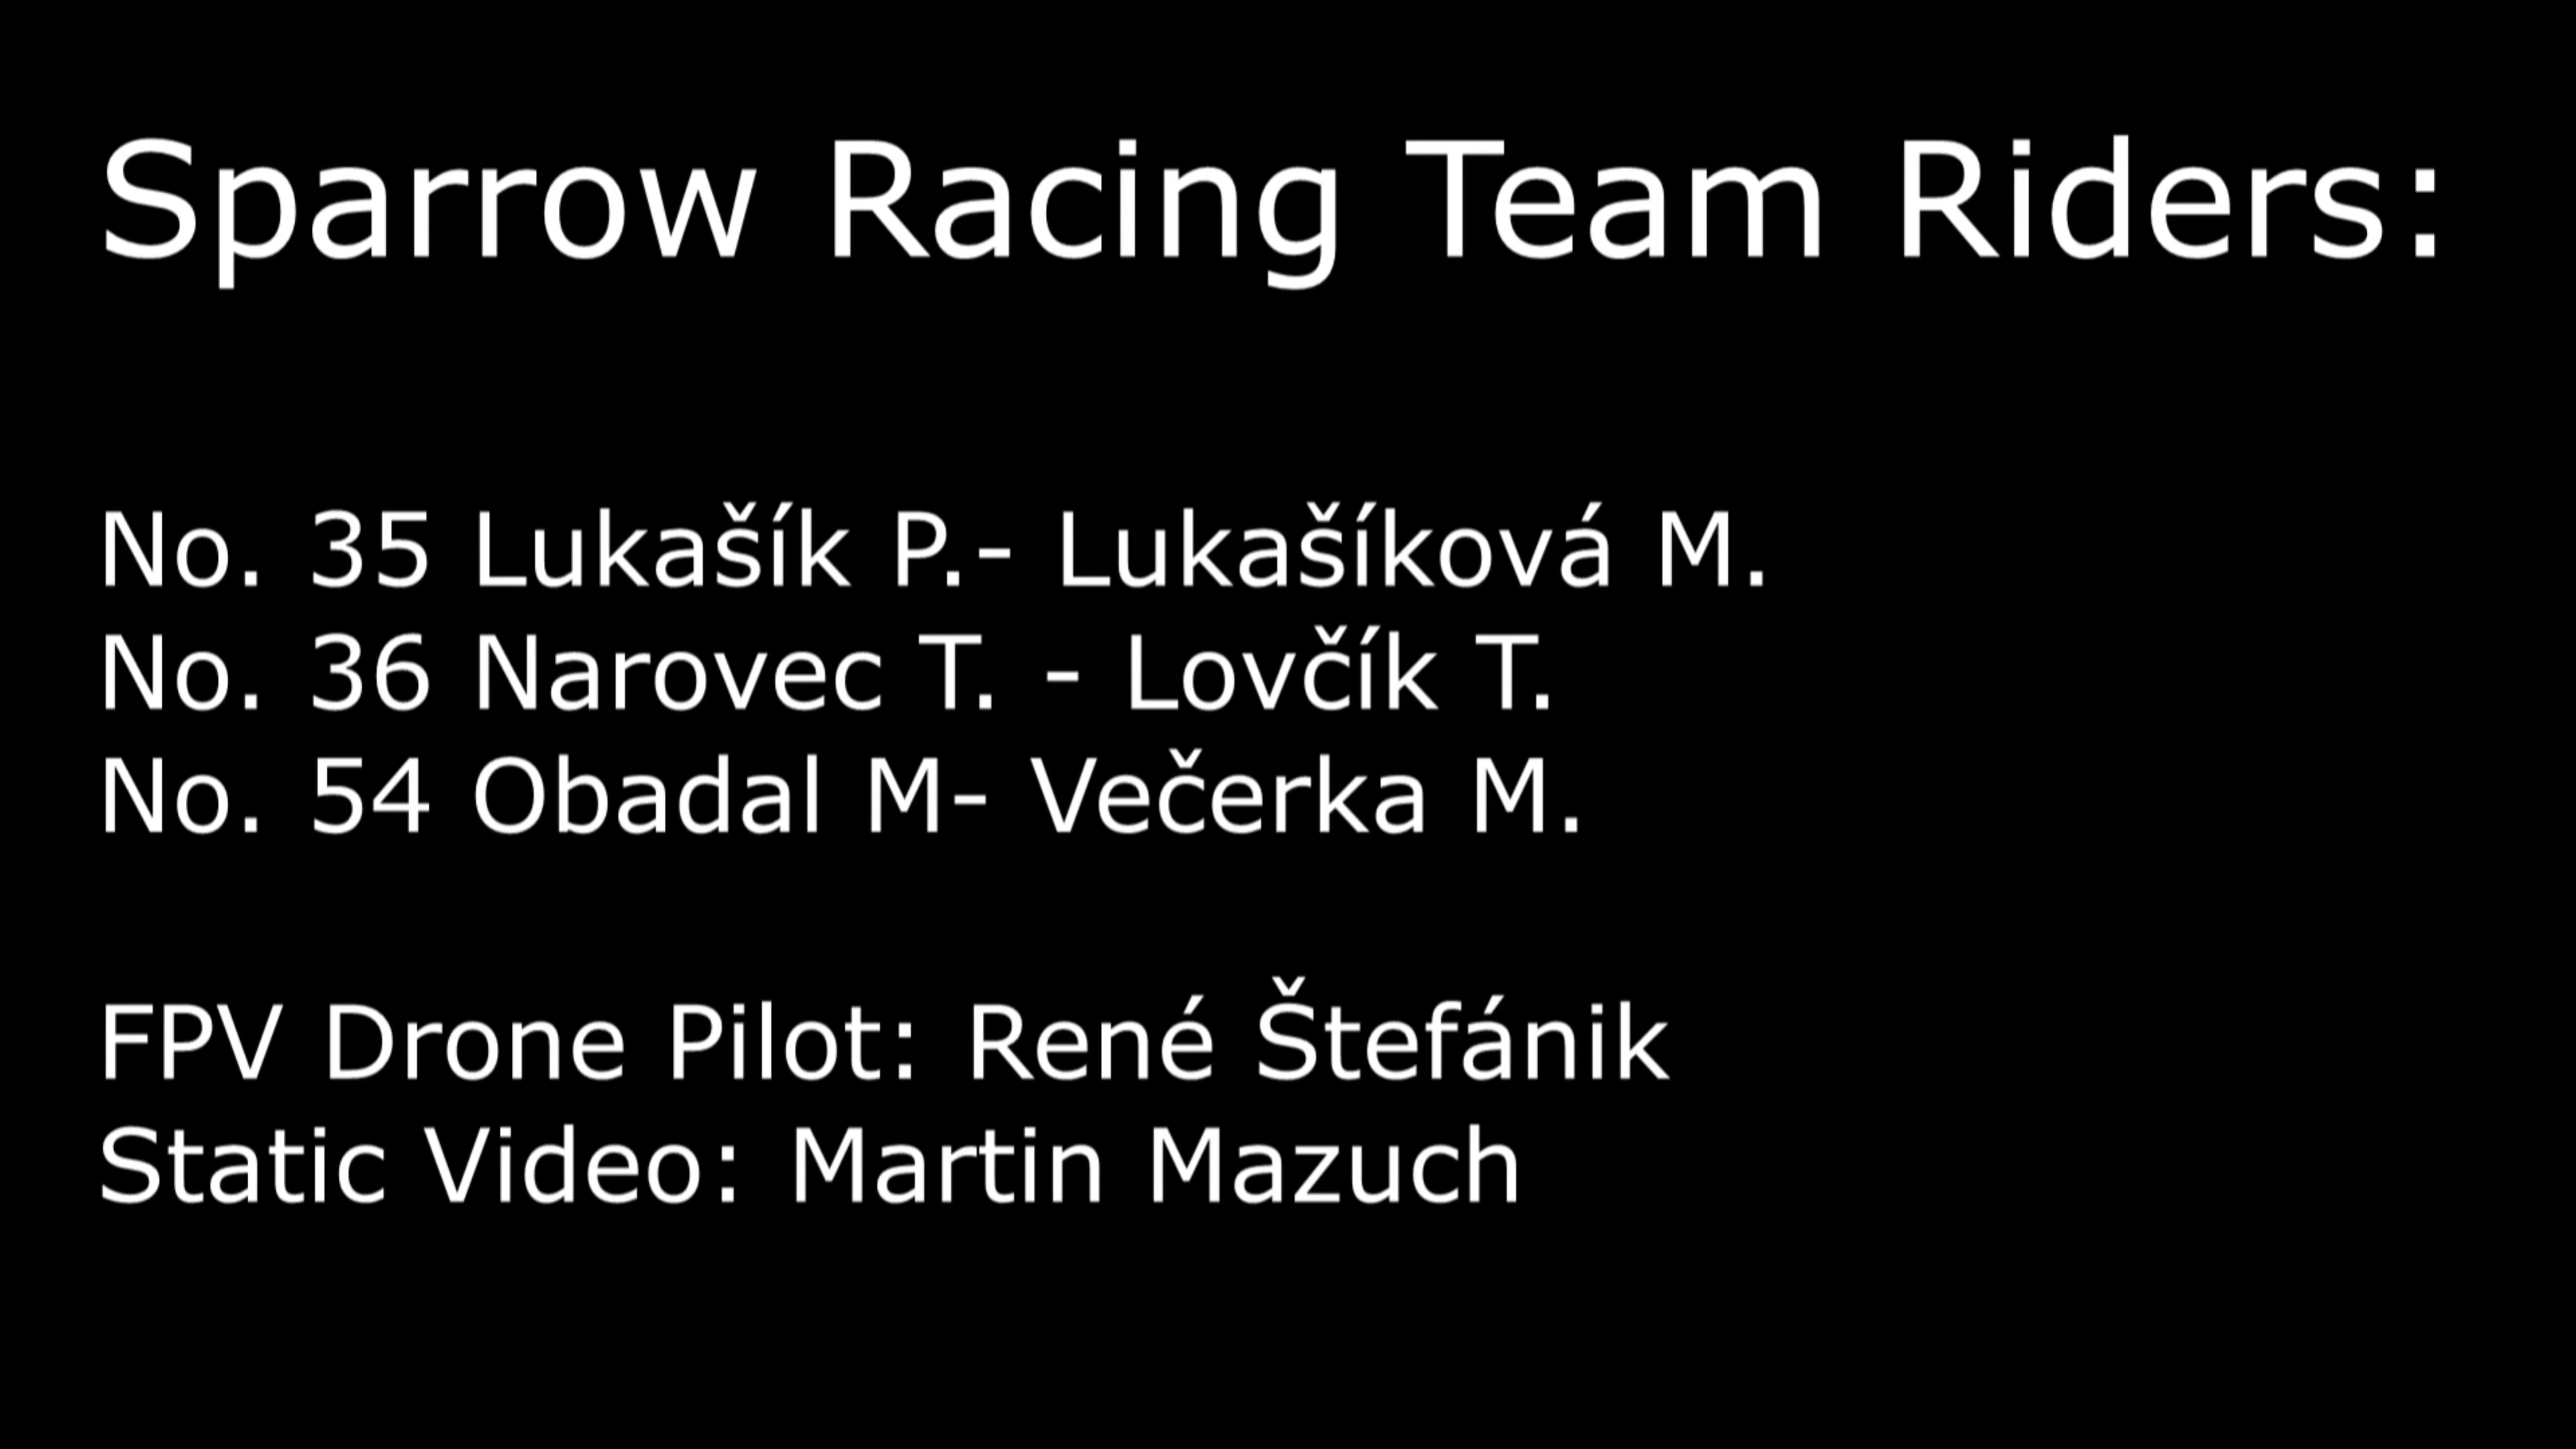 Sparrow Racing Team Riders:
No. 35 Lukašík P.- Lukašíková M.
No. 36 Narovec T. - Lovčík T.
No. 54 Obadal M- Večerka M.
FPV Drone Pilot: René Štefánik
Static Video: Martin Mazuch